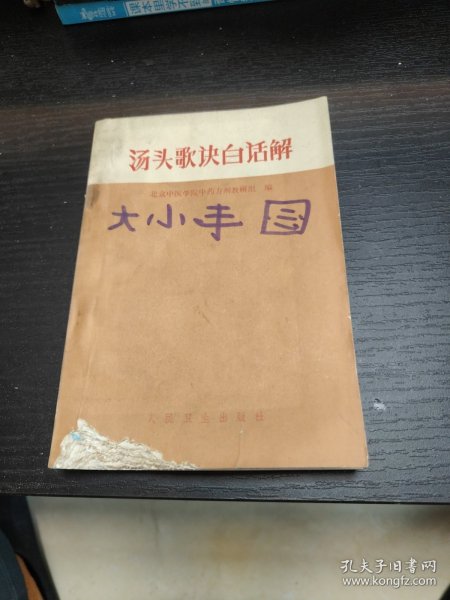 汤头歌诀白话解
北京中医学院中药方剂教研组 编
大小丰
人民卫生出版社
孔夫子旧书网
www.kongfz.com